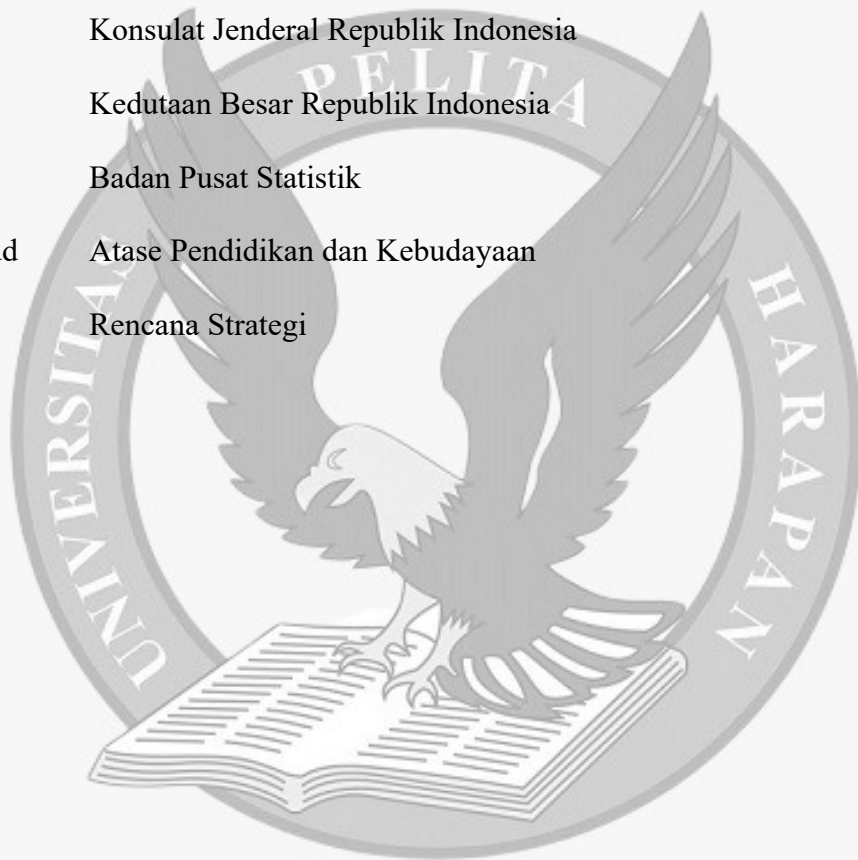 Konsulat Jenderal Republik Indonesia
Kedutaan Besar Republik Indonesia
Badan Pusat Statistik
d Atase Pendidikan dan Kebudayaan
Rencana Strategi
UNIVERSITAS PELITA HARAPAN